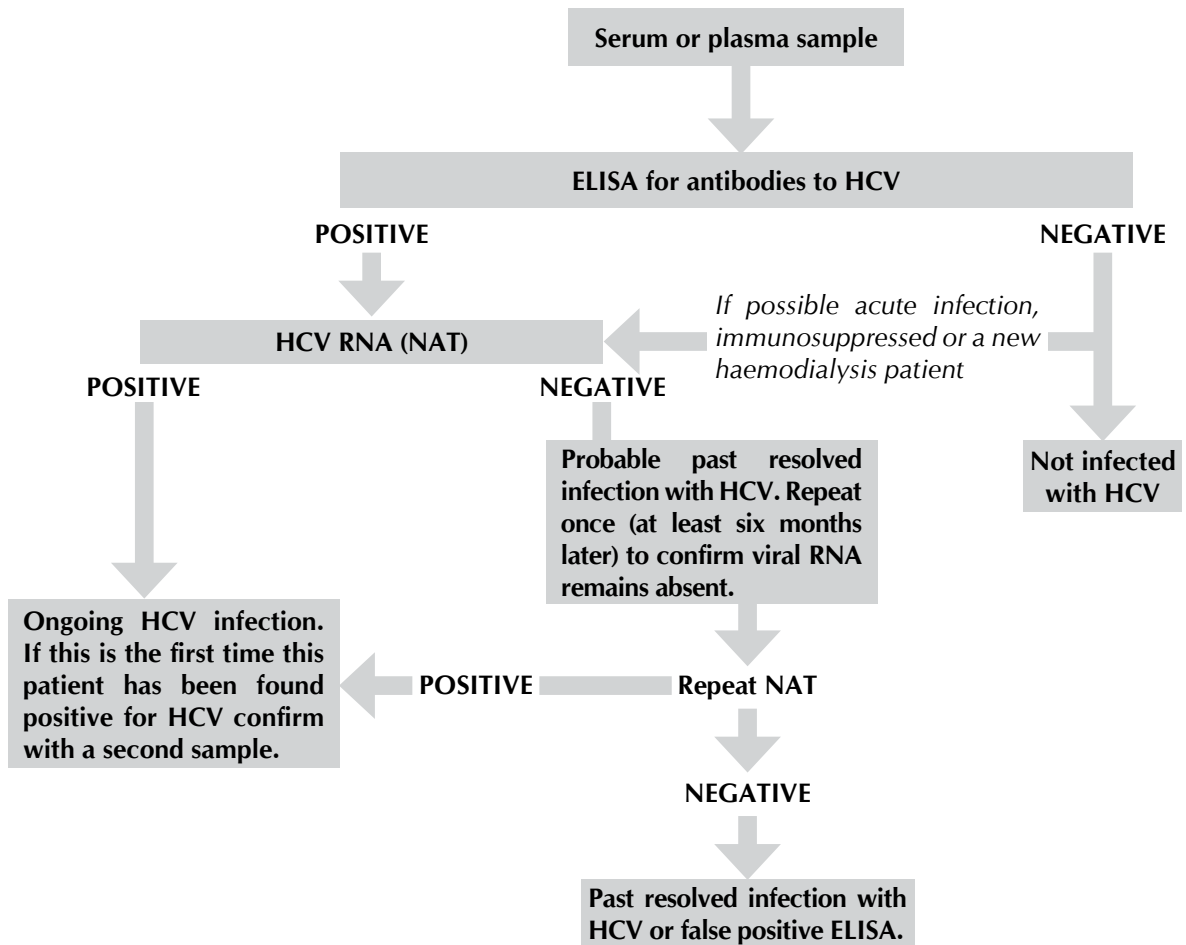 Serum or plasma sample
ELISA for antibodies to HCV
POSITIVE
NEGATIVE
If possible acute infection,
immunosuppressed or a new
haemodialysis patient
HCV RNA (NAT)
POSITIVE
NEGATIVE
Probable past resolved
infection with HCV. Repeat
once (at least six months
later) to confirm viral RNA
remains absent.
Not infected
with HCV
Ongoing HCV infection.
If this is the first time this
patient has been found
positive for HCV confirm
with a second sample.
POSITIVE
Repeat NAT
NEGATIVE
Past resolved infection with
HCV or false positive ELISA.